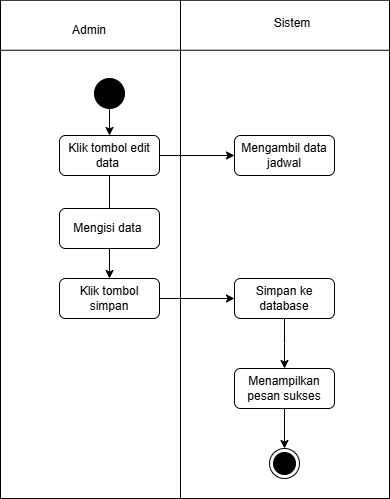 Admin
Sistem
Klik tombol edit
data
Mengambil data
jadwal
Mengisi data
Klik tombol
simpan
Simpan ke
database
Menampilkan
pesan sukses